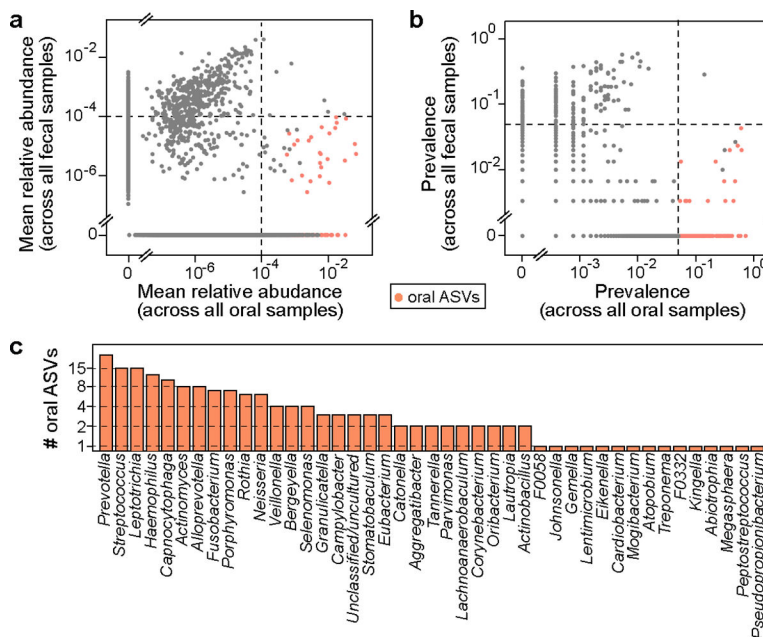 a
Mean relative abundance
(across all fecal samples)
10-2
10-4
10-6
0
0
10-6
10-4
10-2
Mean relative abudance
(across all oral samples)
oral ASVs
b
Prevalence
(across all fecal samples)
100
10-1
10-2
0
0
10-3
10-2
10-1
100
Prevalence
(across all oral samples)
c
# oral ASVs
15
8
4
2
1
Prevotella
Streptococcus
Leptotrichia
Haemophilus
Capnocytophaga
Actinomyces
Alloprevotella
Fusobacterium
Porphyromonas
Rothia
Neisseria
Veillonella
Bergeyella
Selenomonas
Granulicatella
Campylobacter
Unclassified/uncultured
Stomatobaculum
Eubacterium
Catonella
Aggregatibacter
Tannerella
Parvimonas
Lachnoanaerobaculum
Corynebacterium
Oribacterium
Lautropia
Actinobacillus
F0058
Johnsonella
Gemella
Lentimicrobium
Eikenella
Cardiobacterium
Mogibacterium
Atopobium
Treponema
F0332
Kingella
Abiotrophia
Megasphaera
Peptostreptococcus
Pseudopropionibacterium